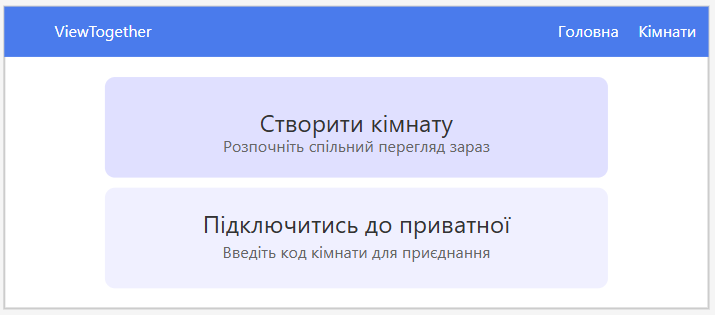 ViewTogether Головна Кімнати
Створити кімнату
Розпочніть спільний перегляд зараз
Підключитись до приватної
Введіть код кімнати для приєднання